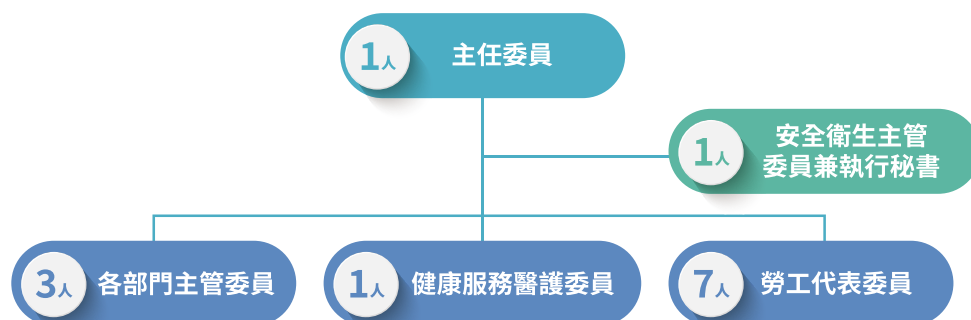 1人 主任委員
1人 安全衛生主管
委員兼執行秘書
3人 各部門主管委員
1人 健康服務醫護委員
7人 勞工代表委員